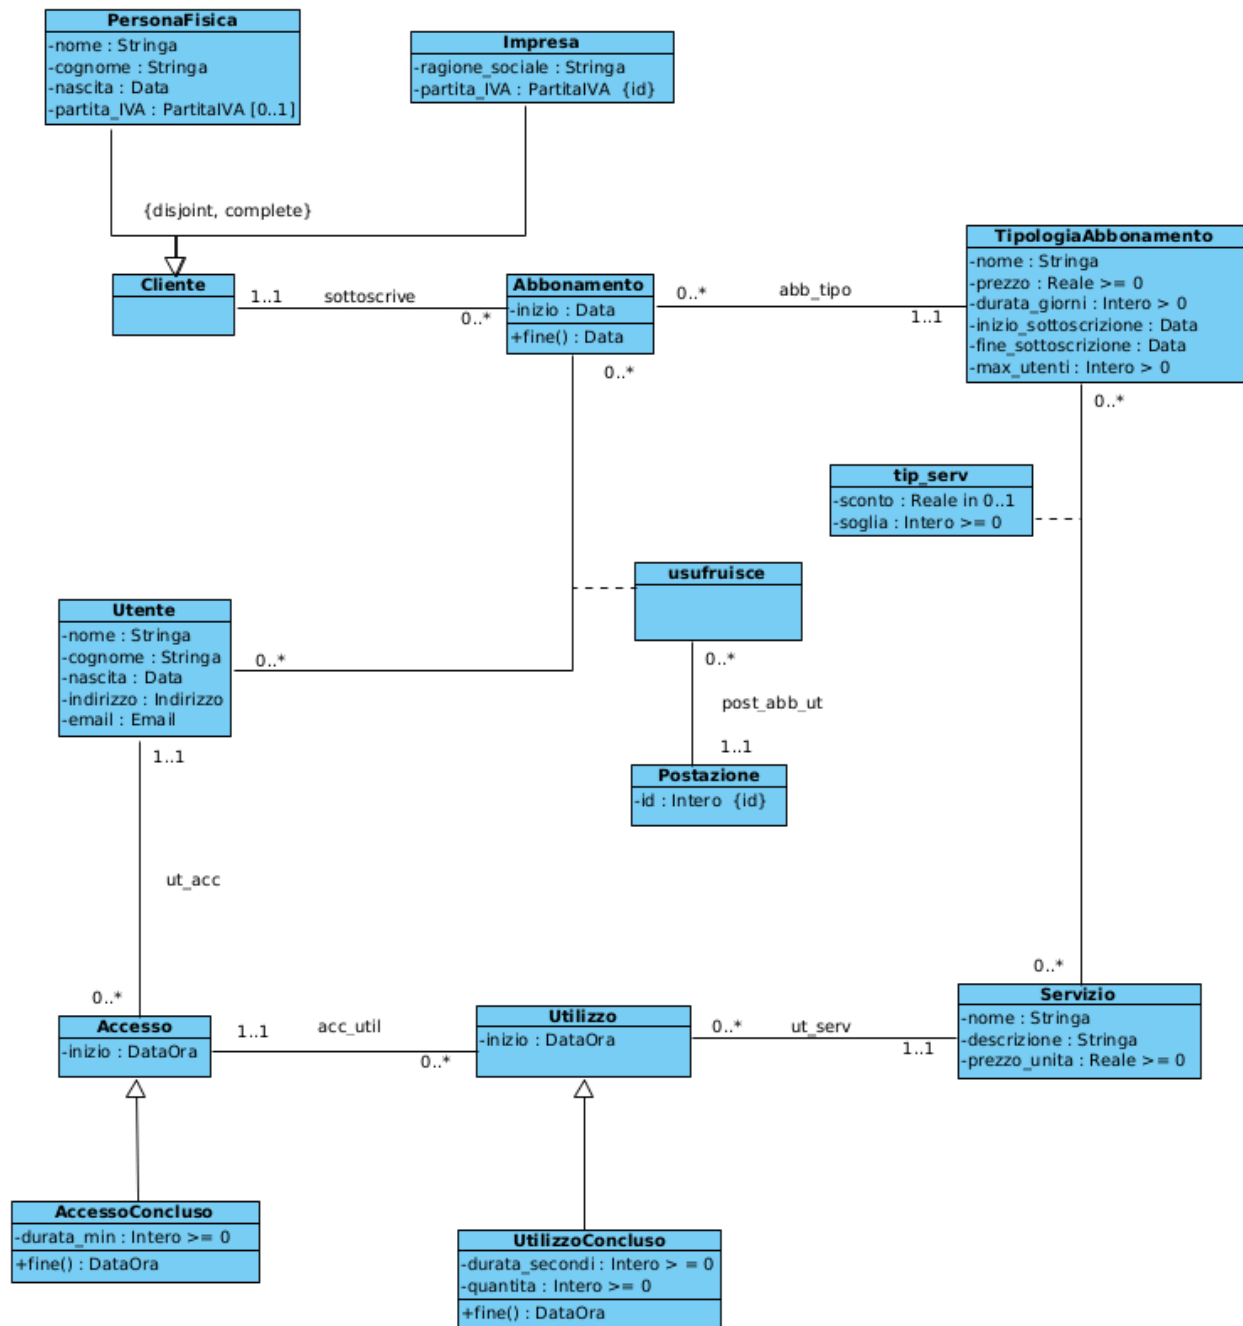 PersonaFisica
-nome : Stringa
-cognome : Stringa
-nascita : Data
-partita_IVA : PartitaIVA [0..1]
Impresa
-ragione_sociale : Stringa
-partita_IVA : PartitaIVA {id}
{disjoint, complete}
Cliente
1..1
sottoscrive
0..*
Abbonamento
-inizio : Data
+fine() : Data
0..*
0..*
abb_tipo
1..1
TipologiaAbbonamento
-nome : Stringa
-prezzo : Reale >= 0
-durata_giorni : Intero > 0
-inizio_sottoscrizione : Data
-fine_sottoscrizione : Data
-max_utenti : Intero > 0
0..*
tip_serv
-sconto : Reale in 0..1
-soglia : Intero >= 0
usufruisce
0..*
post_abb_ut
1..1
Postazione
-id : Intero {id}
Utente
-nome : Stringa
-cognome : Stringa
-nascita : Data
-indirizzo : Indirizzo
-email : Email
0..*
1..1
ut_acc
0..*
Accesso
-inizio : DataOra
1..1
acc_util
0..*
Utilizzo
-inizio : DataOra
0..*
ut_serv
1..1
0..*
Servizio
-nome : Stringa
-descrizione : Stringa
-prezzo_unita : Reale >= 0
AccessoConcluso
-durata_min : Intero >= 0
+fine() : DataOra
UtilizzoConcluso
-durata_secondi : Intero > = 0
-quantita : Intero >= 0
+fine() : DataOra